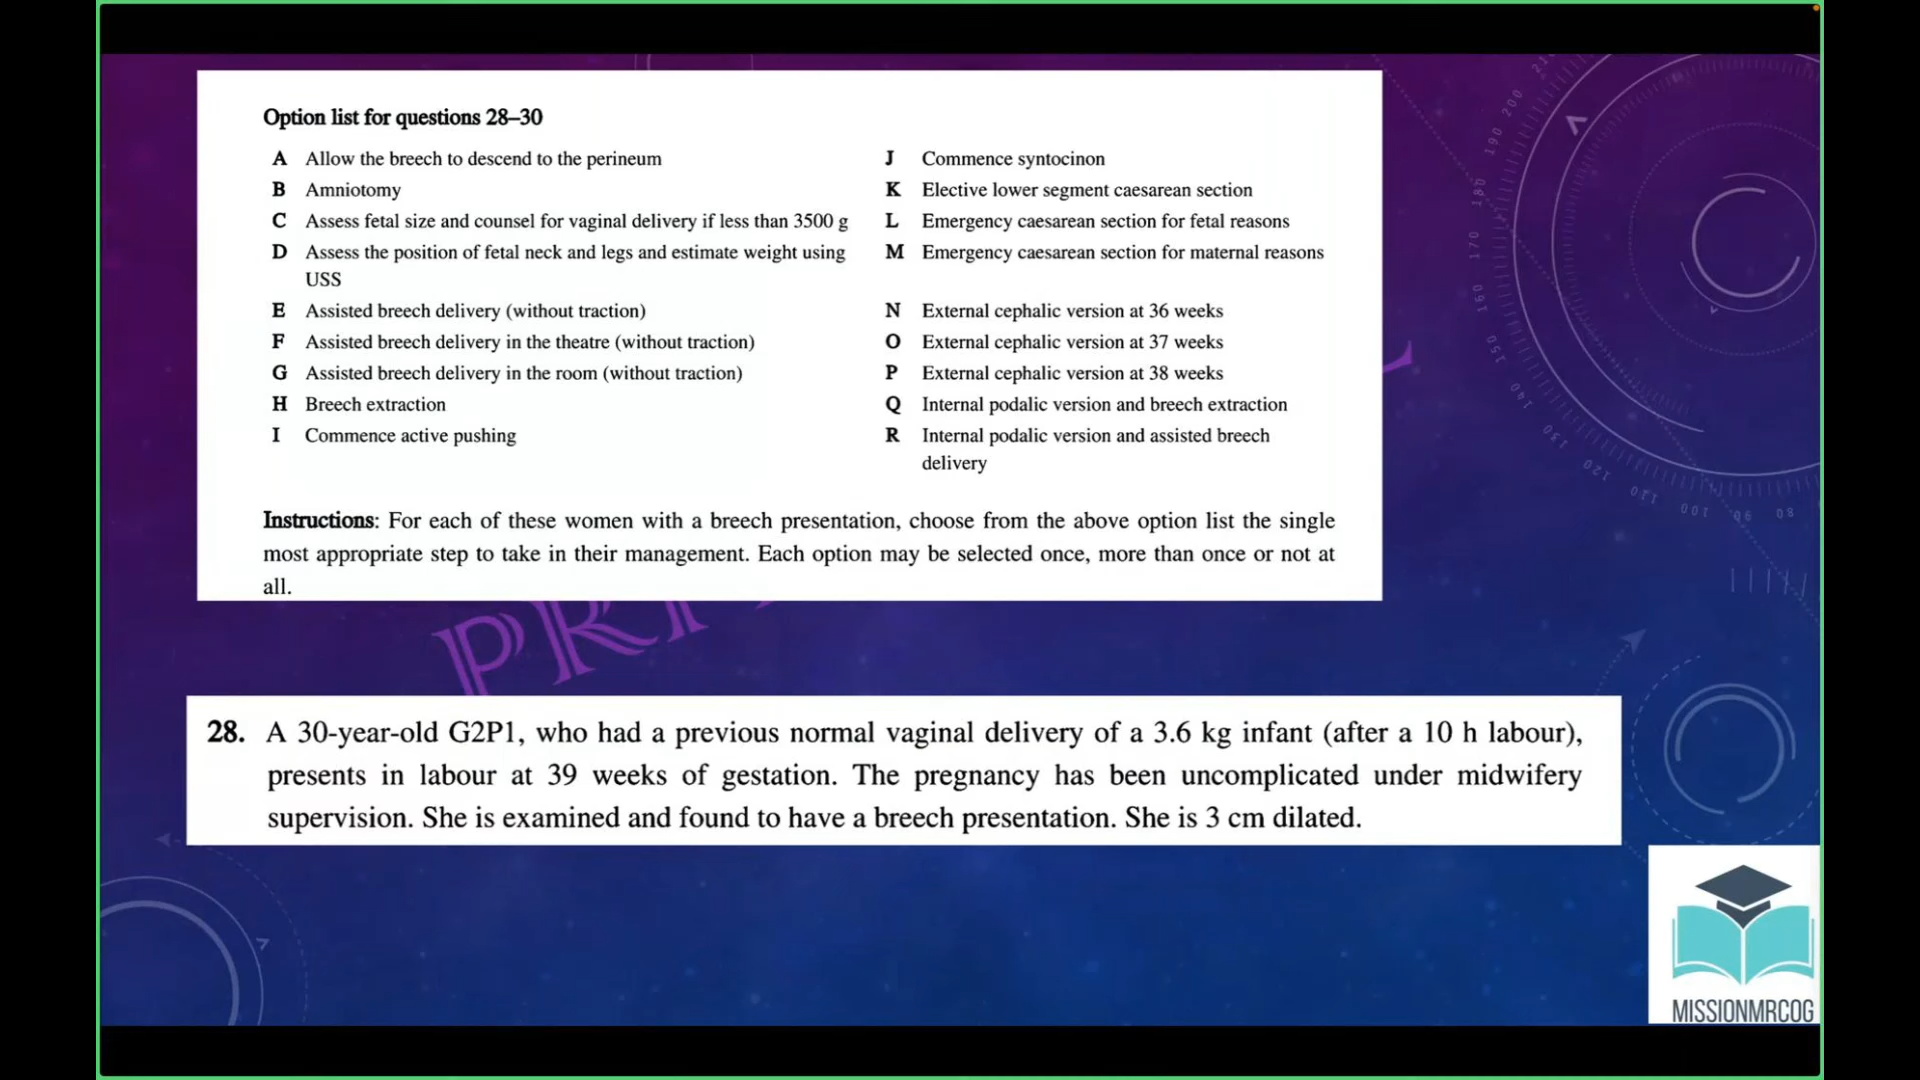 Option list for questions 28–30
A Allow the breech to descend to the perineum
B Amniotomy
C Assess fetal size and counsel for vaginal delivery if less than 3500 g
D Assess the position of fetal neck and legs and estimate weight using
USS
E Assisted breech delivery (without traction)
F Assisted breech delivery in the theatre (without traction)
G Assisted breech delivery in the room (without traction)
H Breech extraction
I Commence active pushing
J Commence syntocinon
K Elective lower segment caesarean section
L Emergency caesarean section for fetal reasons
M Emergency caesarean section for maternal reasons
N External cephalic version at 36 weeks
O External cephalic version at 37 weeks
P External cephalic version at 38 weeks
Q Internal podalic version and breech extraction
R Internal podalic version and assisted breech
delivery
Instructions: For each of these women with a breech presentation, choose from the above option list the single
most appropriate step to take in their management. Each option may be selected once, more than once or not at
all.
28. A 30-year-old G2P1, who had a previous normal vaginal delivery of a 3.6 kg infant (after a 10 h labour),
presents in labour at 39 weeks of gestation. The pregnancy has been uncomplicated under midwifery
supervision. She is examined and found to have a breech presentation. She is 3 cm dilated.
MISSIONMRCOG